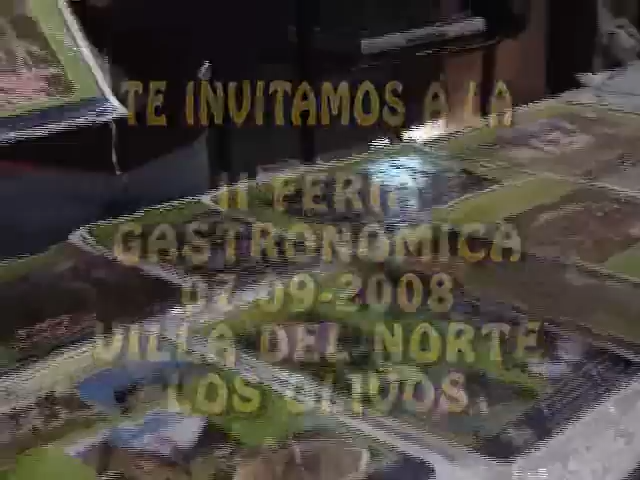 TE INVITAMOS A LA
II FERIA
GASTRONOMICA
07-09-2008
VILLA DEL NORTE
LOS OLIVOS